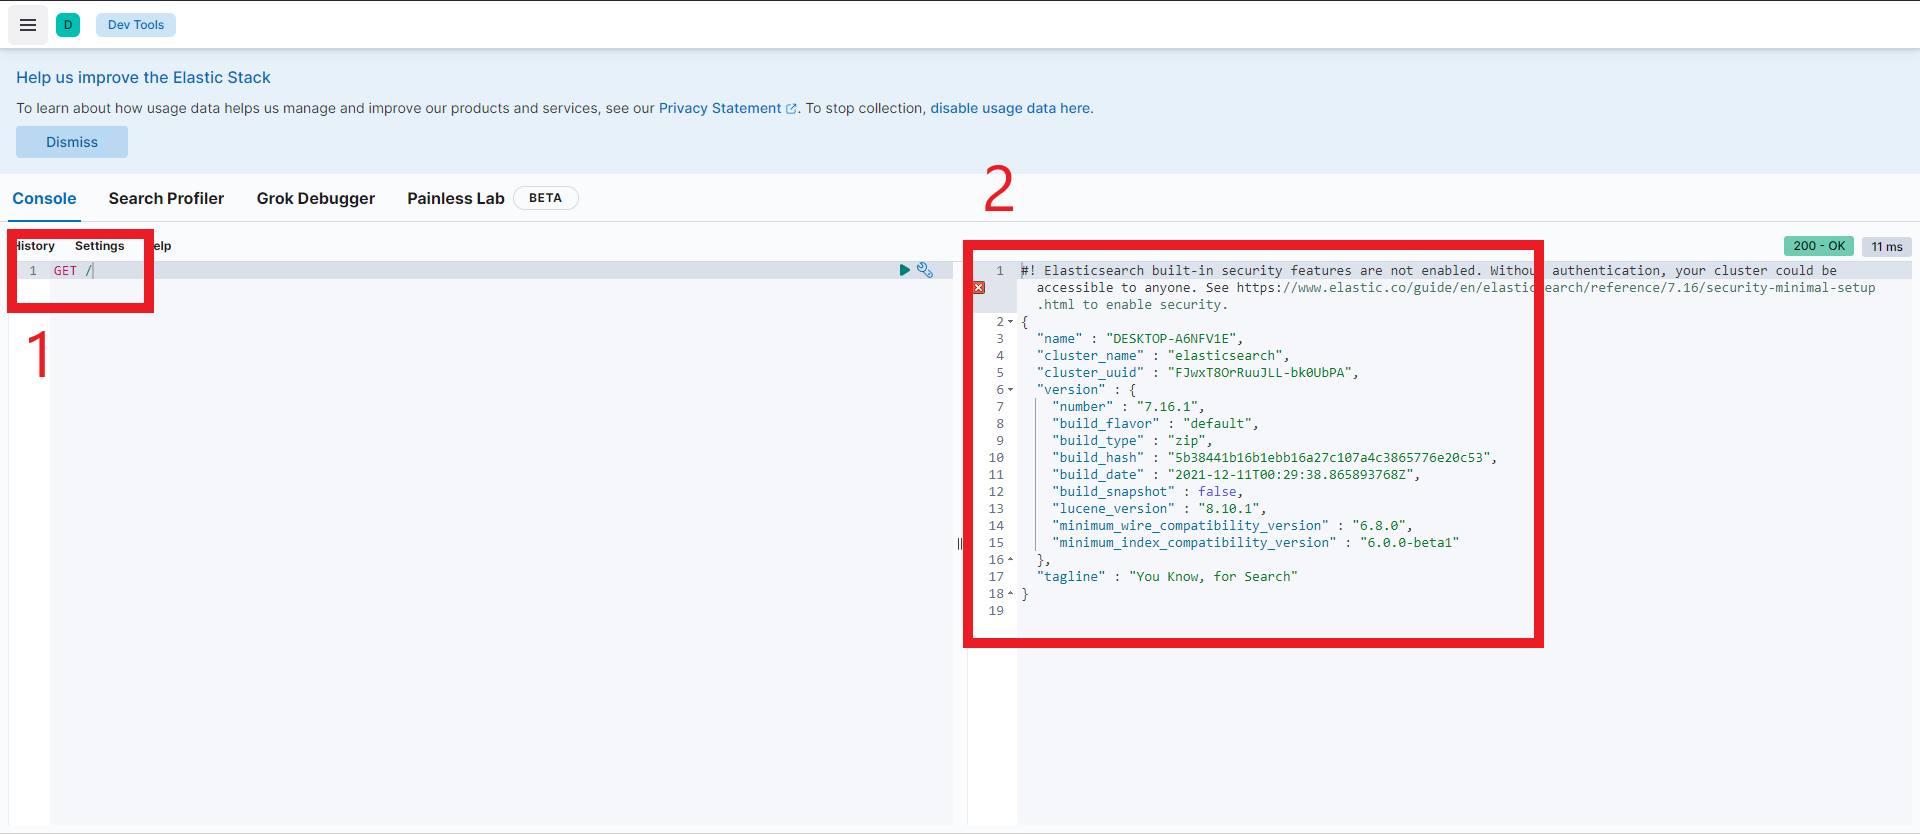 D Dev Tools
Help us improve the Elastic Stack
To learn about how usage data helps us manage and improve our products and services, see our Privacy Statement. To stop collection, disable usage data here.
Dismiss
Console Search Profiler Grok Debugger Painless Lab BETA
2
History Settings elp
200 - OK 11 ms
1 GET /
1
1 #! Elasticsearch built-in security features are not enabled. Without authentication, your cluster could be
accessible to anyone. See https://www.elastic.co/guide/en/elasticsearch/reference/7.16/security-minimal-setup
.html to enable security.
2 {
3 "name" : "DESKTOP-A6NFV1E",
4 "cluster_name" : "elasticsearch",
5 "cluster_uuid" : "FJwxT8OrRuuJLL-bk0UbPA",
6 "version" : {
7 "number" : "7.16.1",
8 "build_flavor" : "default",
9 "build_type" : "zip",
10 "build_hash" : "5b38441b16b1ebb16a27c107a4c3865776e20c53",
11 "build_date" : "2021-12-11T00:29:38.865893768Z",
12 "build_snapshot" : false,
13 "lucene_version" : "8.10.1",
14 "minimum_wire_compatibility_version" : "6.8.0",
15 "minimum_index_compatibility_version" : "6.0.0-beta1"
16 },
17 "tagline" : "You Know, for Search"
18 }
19